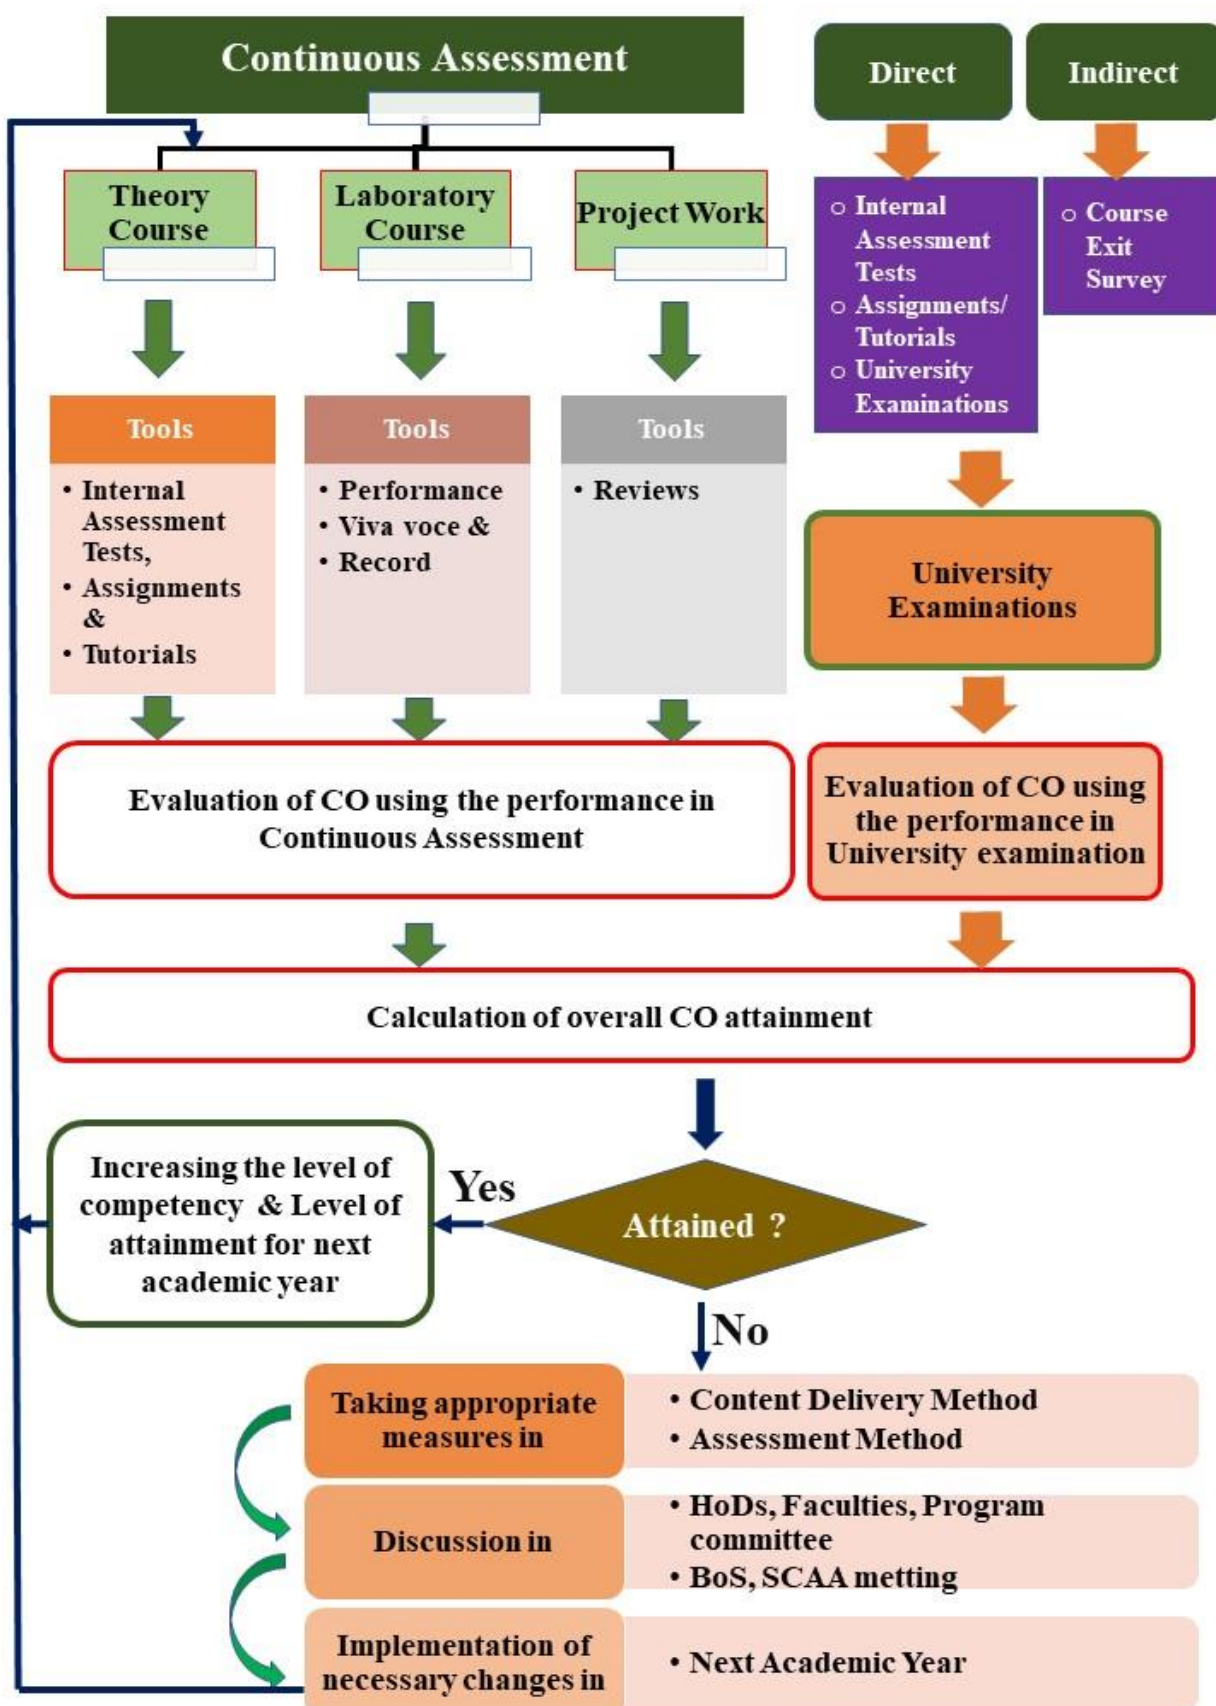 Continuous Assessment
Direct
Indirect
Theory
Course
Laboratory
Course
Project Work
o Internal
Assessment
Tests
o Assignments/
Tutorials
o University
Examinations
o Course
Exit
Survey
Tools
• Internal
Assessment
Tests,
• Assignments
&
• Tutorials
Tools
• Performance
• Viva voce &
• Record
Tools
• Reviews
University
Examinations
Evaluation of CO using the performance in
Continuous Assessment
Evaluation of CO using
the performance in
University examination
Calculation of overall CO attainment
Attained ?
Yes
Increasing the level of
competency & Level of
attainment for next
academic year
No
Taking appropriate
measures in
• Content Delivery Method
• Assessment Method
Discussion in
• HoDs, Faculties, Program
committee
• BoS, SCAA metting
Implementation of
necessary changes in
• Next Academic Year